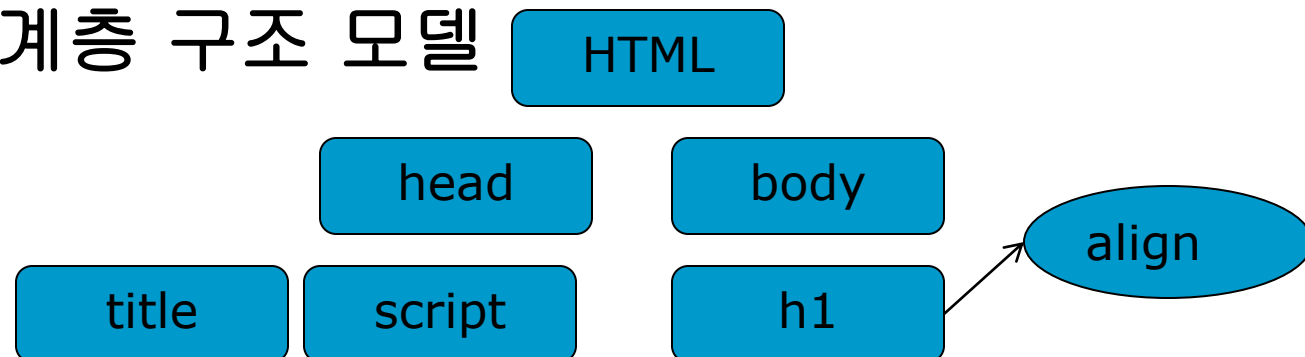 계층 구조 모델
HTML
head
body
align
title
script
h1